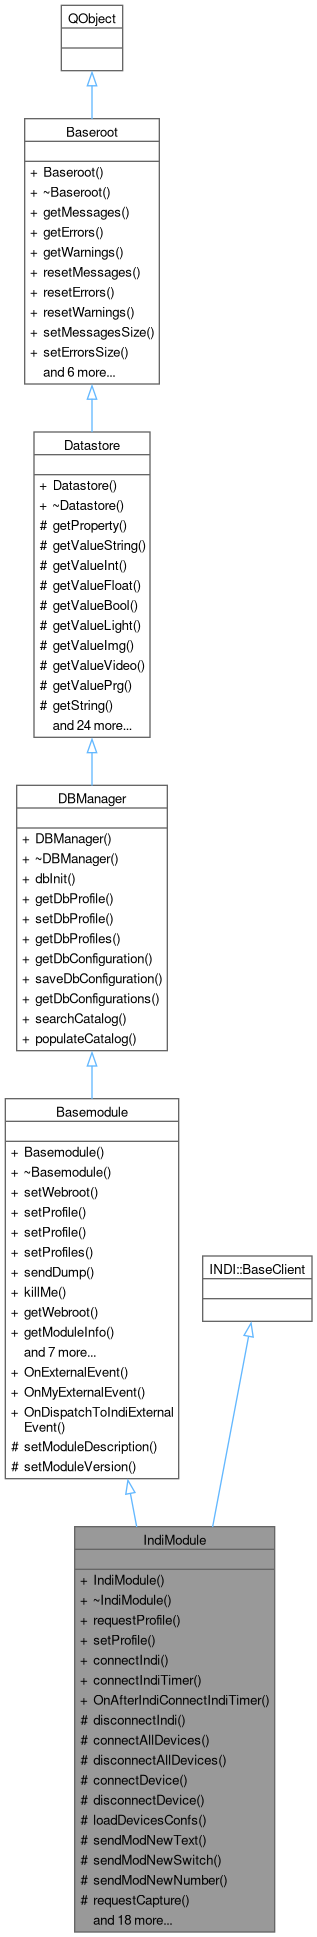 QObject
Baseroot
+ Baseroot()
+ ~Baseroot()
+ getMessages()
+ getErrors()
+ getWarnings()
+ resetMessages()
+ resetErrors()
+ resetWarnings()
+ setMessagesSize()
+ setErrorsSize()
and 6 more...
Datastore
+ Datastore()
+ ~Datastore()
# getProperty()
# getValueString()
# getValueInt()
# getValueFloat()
# getValueBool()
# getValueLight()
# getValueImg()
# getValueVideo()
# getValuePrg()
# getString()
and 24 more...
DBManager
+ DBManager()
+ ~DBManager()
+ dbInit()
+ getDbProfile()
+ setDbProfile()
+ getDbProfiles()
+ getDbConfiguration()
+ saveDbConfiguration()
+ getDbConfigurations()
+ searchCatalog()
+ populateCatalog()
Basemodule
+ Basemodule()
+ ~Basemodule()
+ setWebroot()
+ setProfile()
+ setProfile()
+ setProfiles()
+ sendDump()
+ killMe()
+ getWebroot()
+ getModuleInfo()
and 7 more...
+ OnExternalEvent()
+ OnMyExternalEvent()
+ OnDispatchToIndiExternal
Event()
# setModuleDescription()
# setModuleVersion()
INDI::BaseClient
IndiModule
+ IndiModule()
+ ~IndiModule()
+ requestProfile()
+ setProfile()
+ connectIndi()
+ connectIndiTimer()
+ OnAfterIndiConnectIndiTimer()
# disconnectIndi()
# connectAllDevices()
# disconnectAllDevices()
# connectDevice()
# disconnectDevice()
# loadDevicesConfs()
# sendModNewText()
# sendModNewSwitch()
# sendModNewNumber()
# requestCapture()
and 18 more...